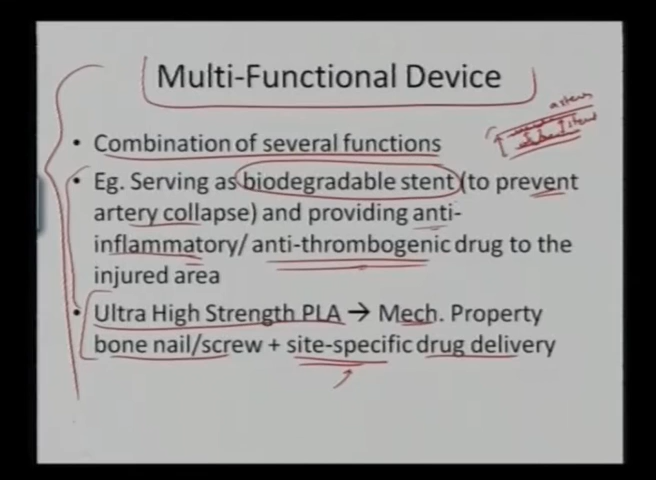 Multi-Functional Device
artery
stent
• Combination of several functions
• Eg. Serving as biodegradable stent (to prevent
artery collapse) and providing anti-
inflammatory/ anti-thrombogenic drug to the
injured area
• Ultra High Strength PLA → Mech. Property
bone nail/screw + site-specific drug delivery